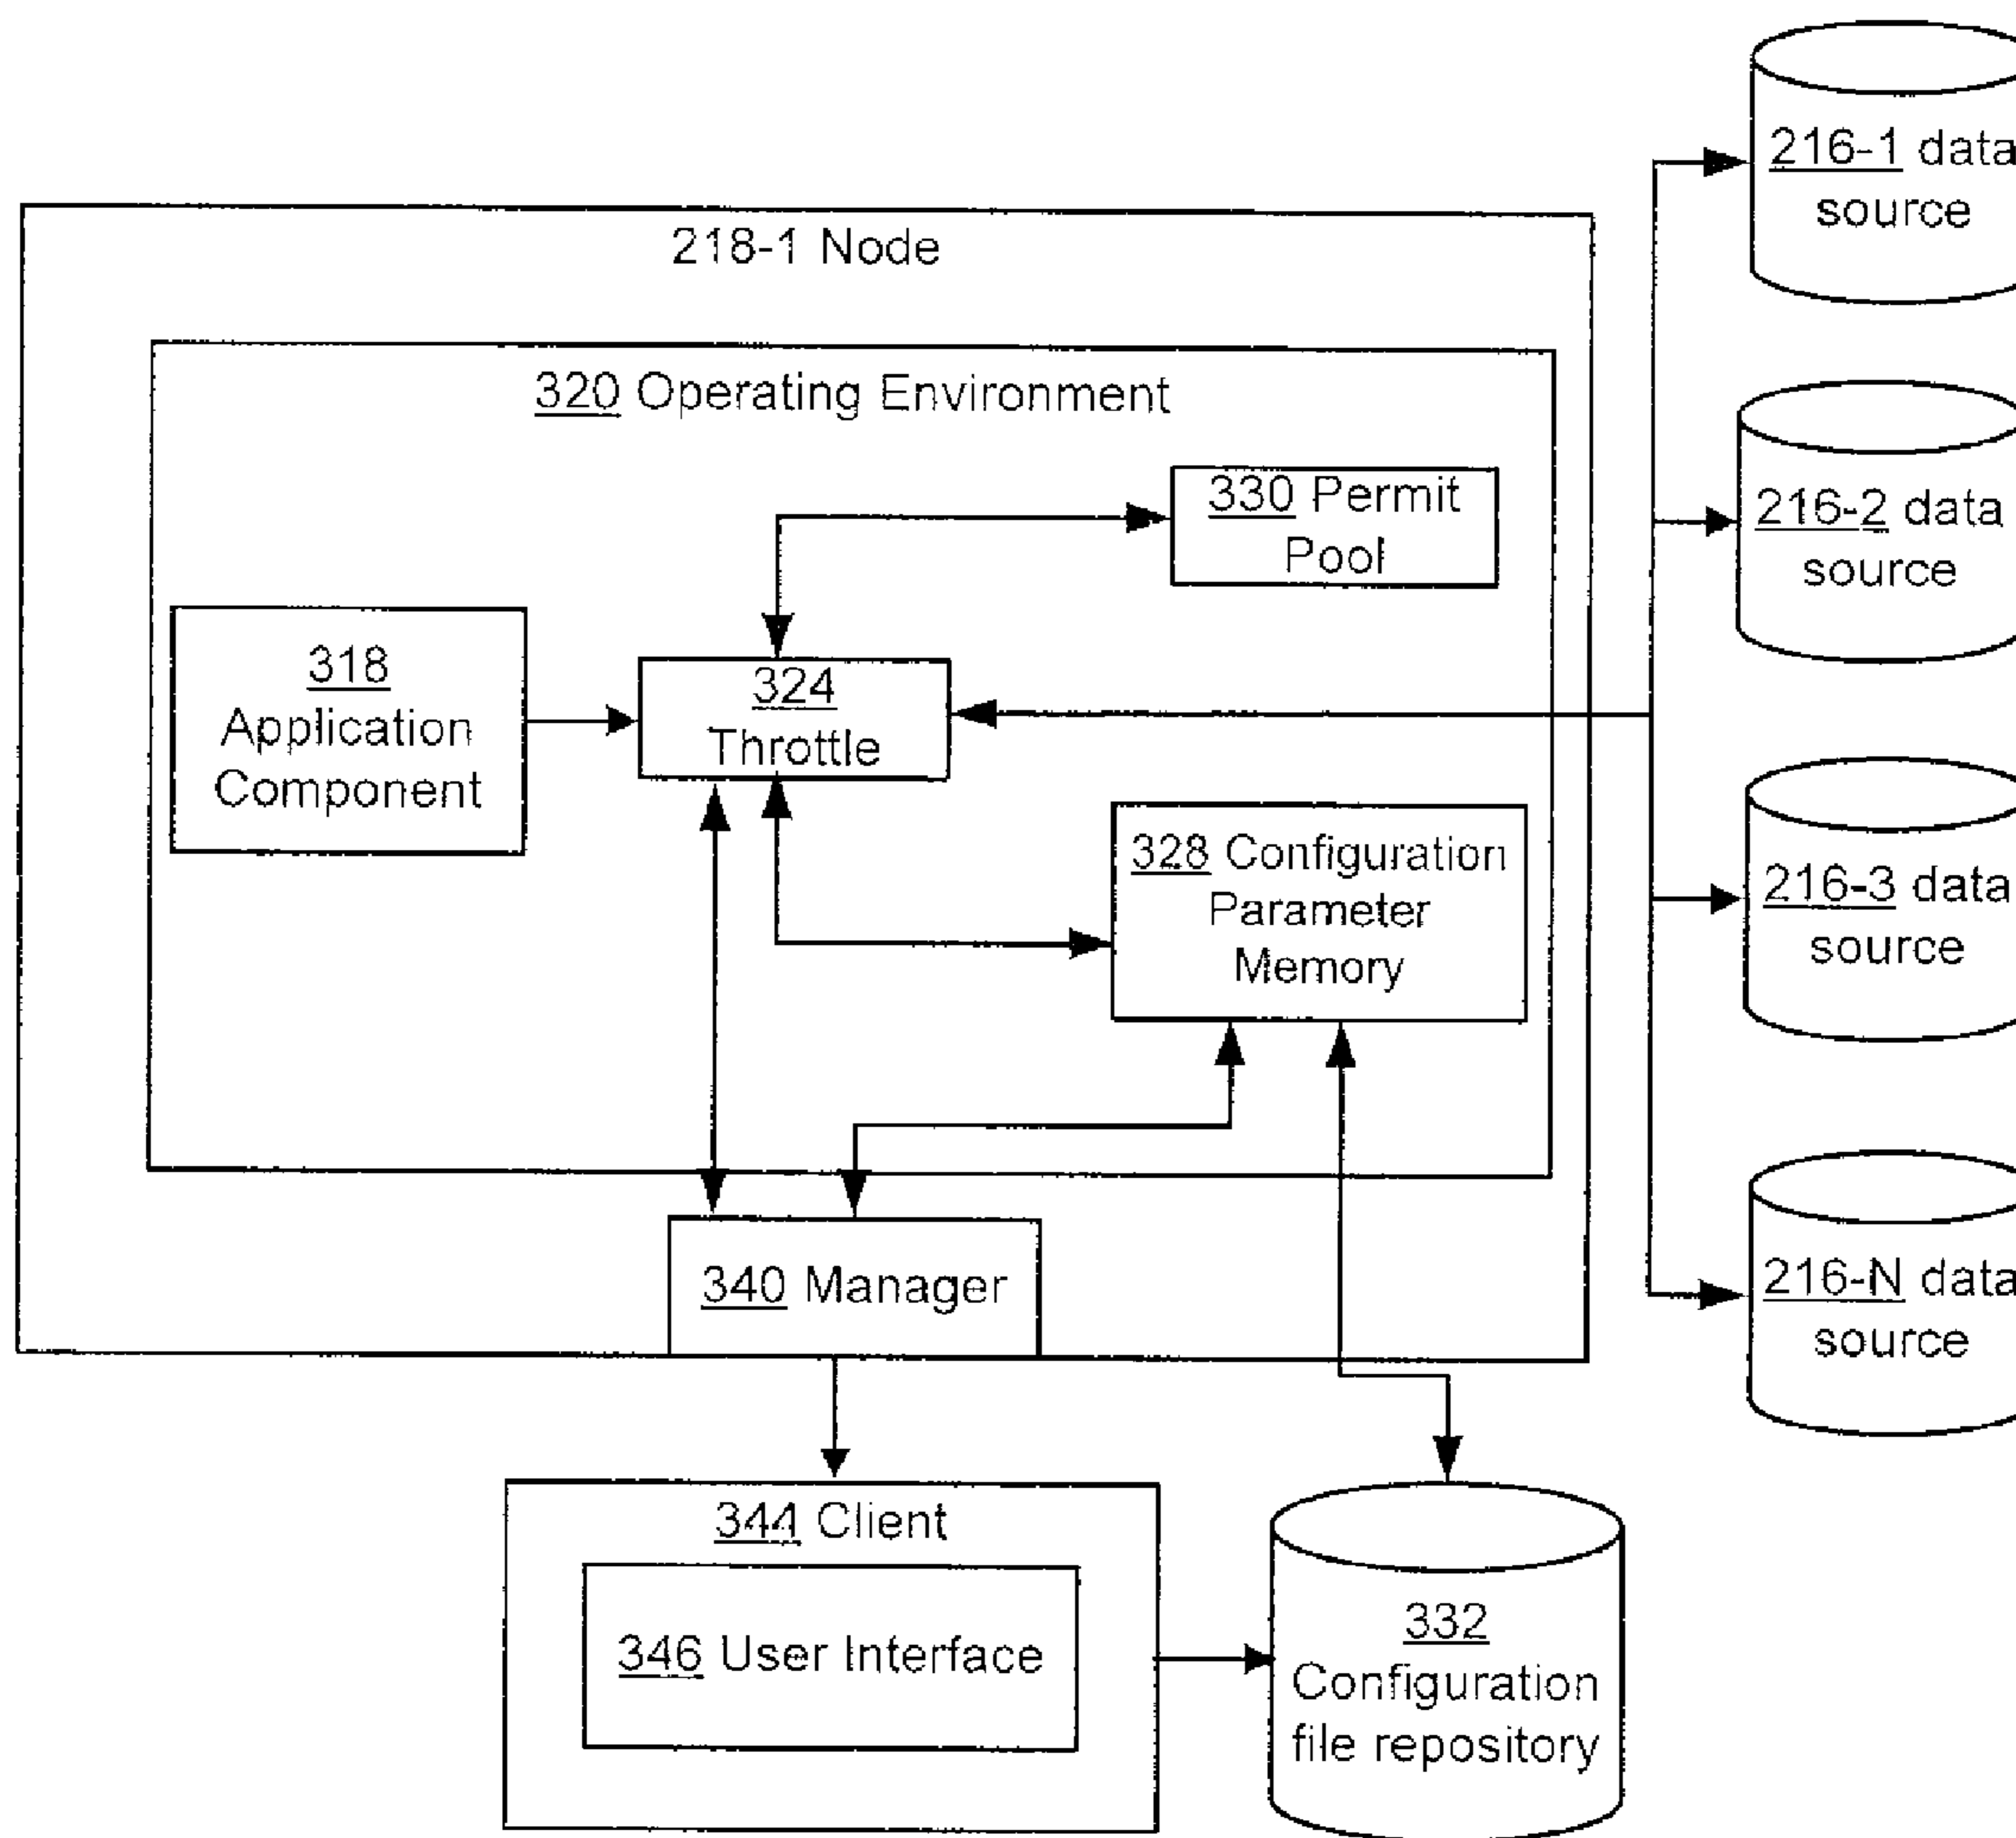 216-1 data
source
218-1 Node
320 Operating Environment
330 Permit
Pool
216-2 data
source
318
Application
Component
324
Throttle
328 Configuration
Parameter
Memory
216-3 data
source
340 Manager
216-N data
source
344 Client
346 User Interface
332
Configuration
file repository